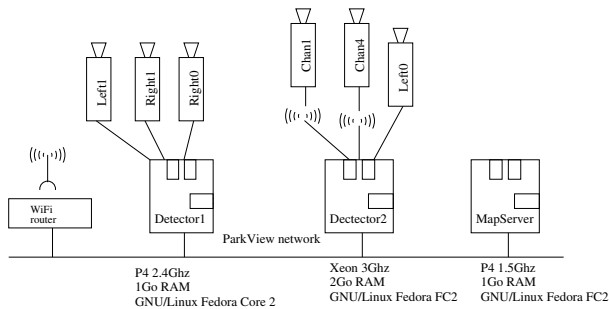 Left1
Right1
Right0
Chan1
Chan4
Left0
WiFi
router
Detector1
Dectector2
MapServer
ParkView network
P4 2.4Ghz
1Go RAM
GNU/Linux Fedora Core 2
Xeon 3Ghz
2Go RAM
GNU/Linux Fedora FC2
P4 1.5Ghz
1Go RAM
GNU/Linux Fedora FC2